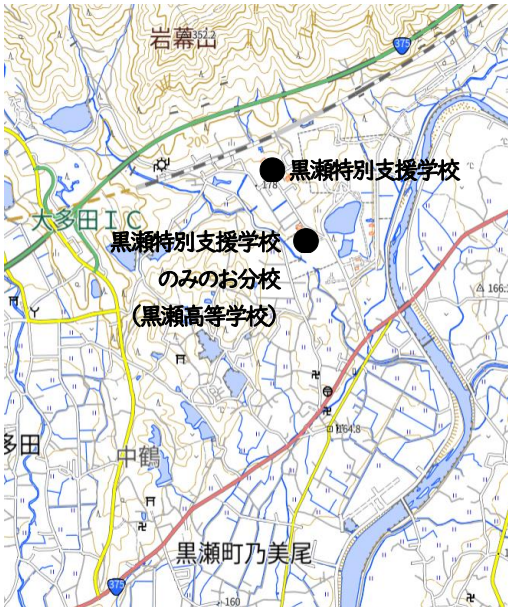 岩幕山
352.2
375
黒瀬特別支援学校
178
大多田IC
黒瀬特別支援学校
のみのお分校
（黒瀬高等学校）
166.
164.8
多田
中鶴
黒瀬町乃美尾
375
160